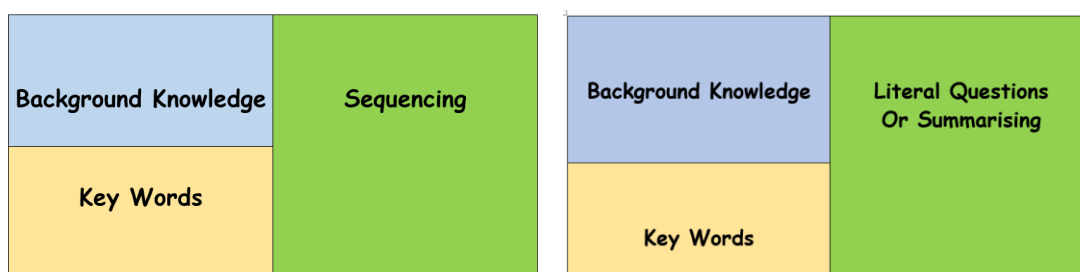 Background Knowledge
Sequencing
Key Words
Background Knowledge
Literal Questions
Or Summarising
Key Words